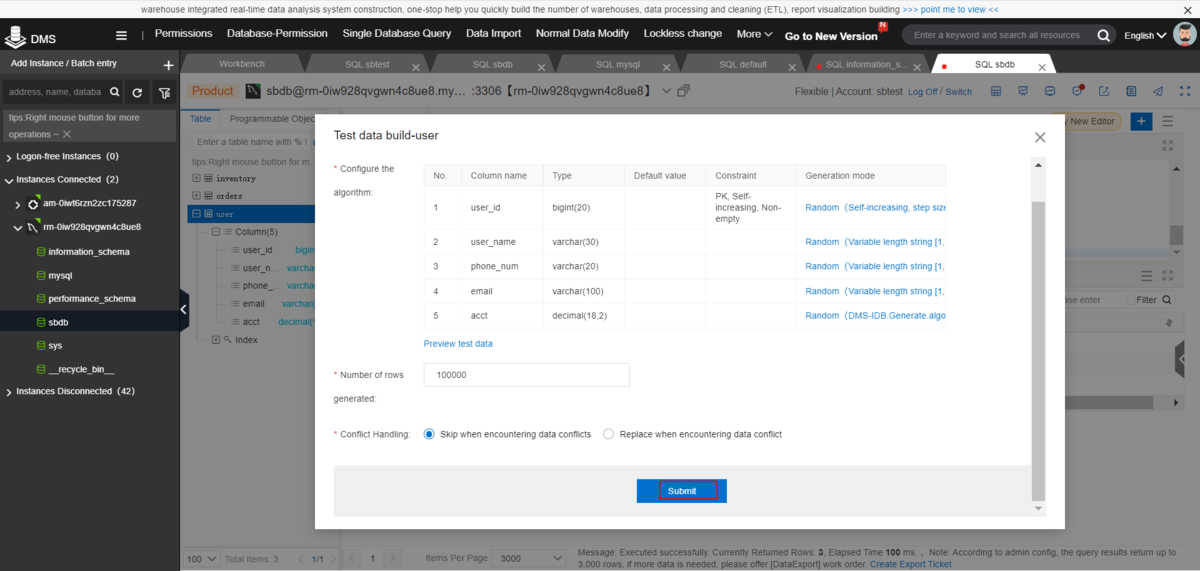 warehouse integrated real-time data analysis system construction, one-stop help you quickly build the number of warehouses, data processing and cleaning (ETL), report visualization building >>> point me to view <<
DMS
Permissions Database-Permission Single Database Query Data Import Normal Data Modify Lockless change More Go to New Version N Enter a keyword and search all resources English
Add Instance / Batch entry +
Workbench SQL sbtest SQL sbdb SQL mysql SQL default SQL information_s... SQL sbdb
address, name, databa
Product sbdb@rm-0iw928qvgwn4c8ue8.my... :3306【rm-0iw928qvgwn4c8ue8】 Flexible | Account: sbtest Log Off / Switch
tips:Right mouse button for more
operations ~ ×
Table Programmable Objec
New Editor
Enter a table name with %
tips:Right mouse button for m...
Logon-free Instances (0)
Instances Connected (2)
am-0iwt6rzn2zc175287
rm-0iw928qvgwn4c8ue8
information_schema
mysql
performance_schema
sbdb
sys
__recycle_bin__
Instances Disconnected (42)
inventory
orders
user
Column(5)
user_id bigin
user_n... varcha
phone_... varcha
email varchar
acct decimal(1
Index
Test data build-user
* Configure the
algorithm:
No. Column name Type Default value Constraint Generation mode
1 user_id bigint(20) PK, Self-increasing, Non-empty Random（Self-increasing, step size
2 user_name varchar(30) Random（Variable length string [1,
3 phone_num varchar(20) Random（Variable length string [1,
4 email varchar(100) Random（Variable length string [1,
5 acct decimal(18,2) Random（DMS-IDB.Generate.algo
Preview test data
* Number of rows
generated:
100000
* Conflict Handling: Skip when encountering data conflicts Replace when encountering data conflict
Submit
ase enter Filter
100 Total Items: 3 1/1 1 Items Per Page 3000
Message: Executed successfully. Currently Returned Rows: 3, Elapsed Time 100 ms. , Note: According to admin config, the query results return up to
3,000 rows, if more data is needed, please offer [DataExport] work order. Create Export Ticket